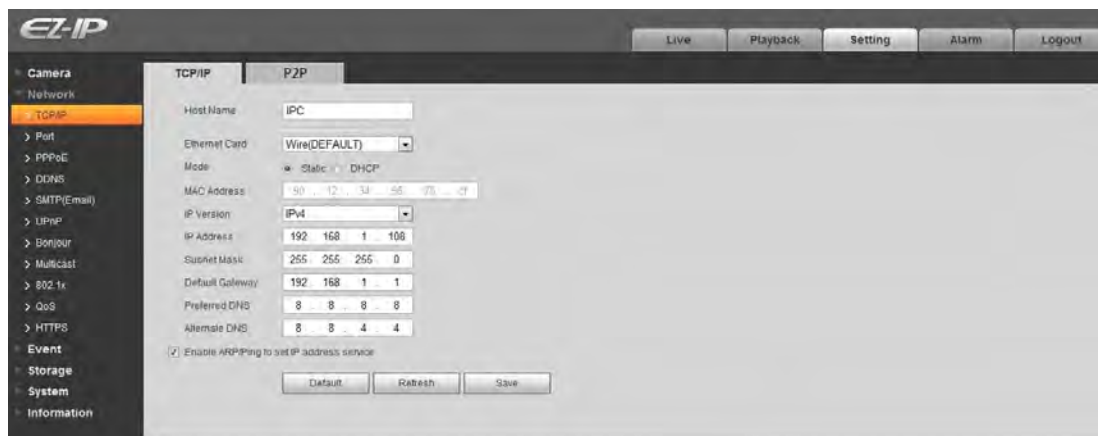 EZ-IP
Live Playback Setting Alarm Logout
Camera
Network
TCP/IP
Port
PPPoE
DDNS
SMTP(Email)
UPnP
Bonjour
Multicast
802.1x
QoS
HTTPS
Event
Storage
System
Information
TCP/IP P2P
Host Name IPC
Ethernet Card Wire(DEFAULT)
Mode Static DHCP
MAC Address
IP Version IPv4
IP Address 192 . 168 . 1 . 108
Subnet Mask 255 . 255 . 255 . 0
Default Gateway 192 . 168 . 1 . 1
Preferred DNS 8 . 8 . 8 . 8
Alternate DNS 8 . 8 . 4 . 4
Enable ARP/Ping to set IP address service
Default Refresh Save